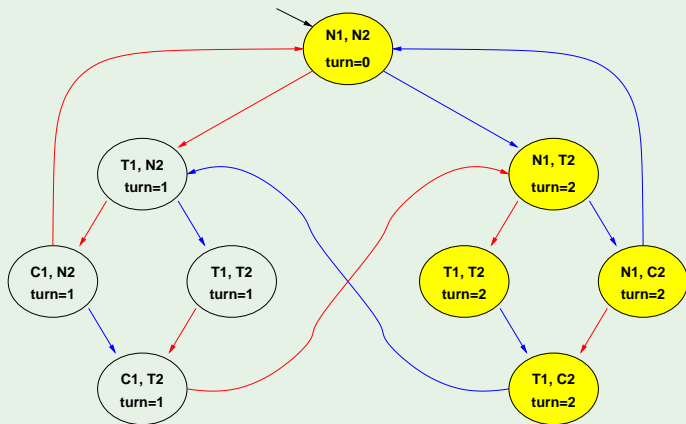 N1, N2
turn=0
T1, N2
turn=1
N1, T2
turn=2
C1, N2
turn=1
T1, T2
turn=1
T1, T2
turn=2
N1, C2
turn=2
C1, T2
turn=1
T1, C2
turn=2